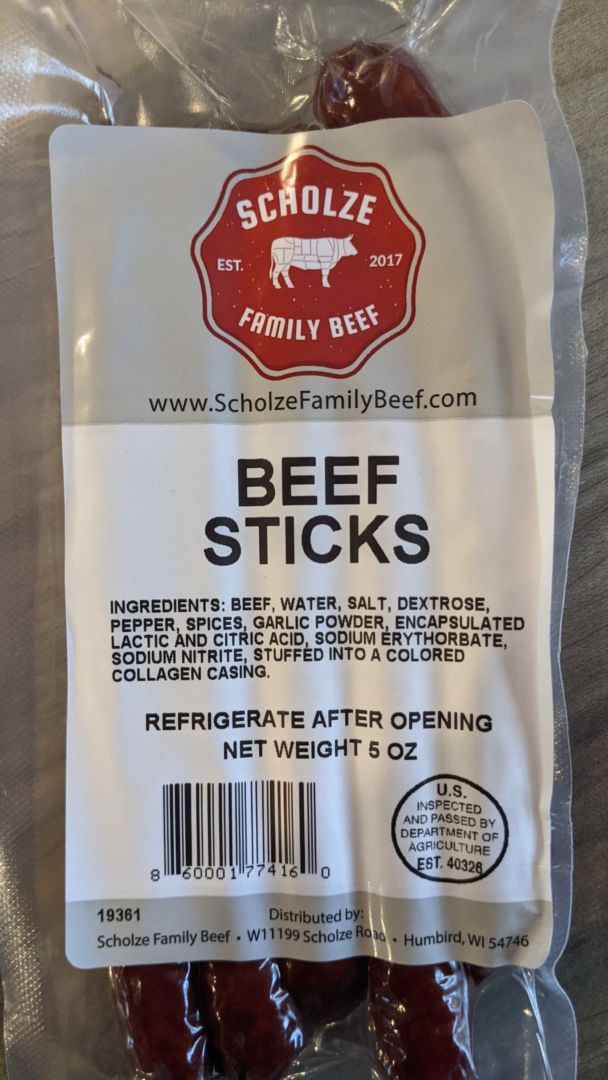 SCHOLZE
EST. 2017
FAMILY BEEF
www.ScholzeFamilyBeef.com
BEEF
STICKS
INGREDIENTS: BEEF, WATER, SALT, DEXTROSE,
PEPPER, SPICES, GARLIC POWDER, ENCAPSULATED
LACTIC AND CITRIC ACID, SODIUM ERYTHORBATE,
SODIUM NITRITE, STUFFED INTO A COLORED
COLLAGEN CASING.
REFRIGERATE AFTER OPENING
NET WEIGHT 5 OZ
8 60001 77416 0
U.S.
INSPECTED
AND PASSED BY
DEPARTMENT OF
AGRICULTURE
EST. 40326
19361
Distributed by:
Scholze Family Beef • W11199 Scholze Road • Humbird, WI 54746